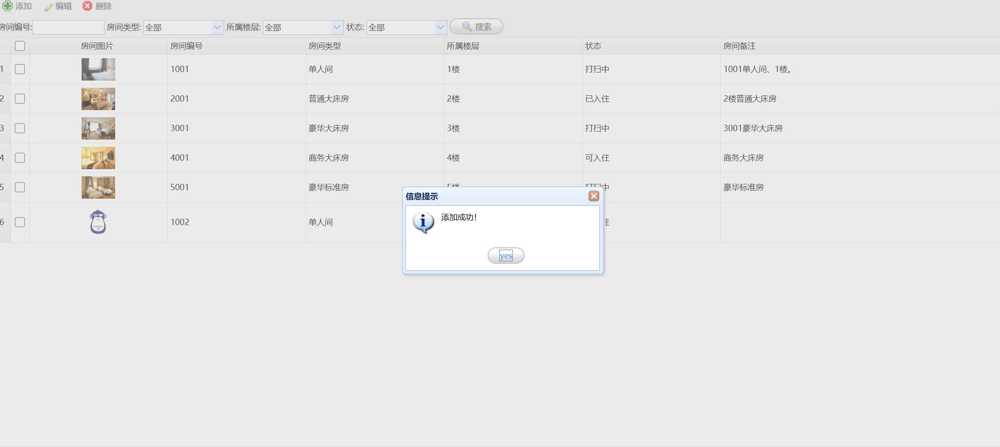 添加 编辑 删除
房间编号: 房间类型: 全部 所属楼层: 全部 状态: 全部 搜索
房间图片 房间编号 房间类型 所属楼层 状态 房间备注
1 1001 单人间 1楼 打扫中 1001单人间、1楼。
2 2001 普通大床房 2楼 已入住 2楼普通大床房
3 3001 豪华大床房 3楼 打扫中 3001豪华大床房
4 4001 商务大床房 4楼 可入住 商务大床房
5 5001 豪华标准房 5楼 打扫中 豪华标准房
6 1002 单人间 住
信息提示
添加成功!
yes